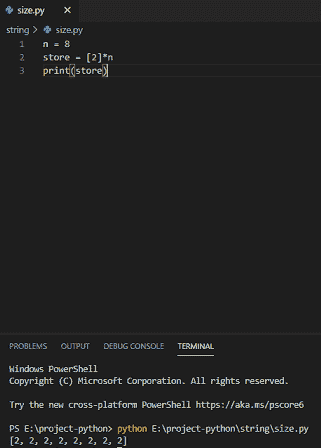 size.py ×
string > size.py
1 n = 8
2 store = [2]*n
3 print(store)
PROBLEMS OUTPUT DEBUG CONSOLE TERMINAL
Windows PowerShell
Copyright (C) Microsoft Corporation. All rights reserved.
Try the new cross-platform PowerShell https://aka.ms/pscore6
PS E:\project-python> python E:\project-python\string\size.py
[2, 2, 2, 2, 2, 2, 2, 2]